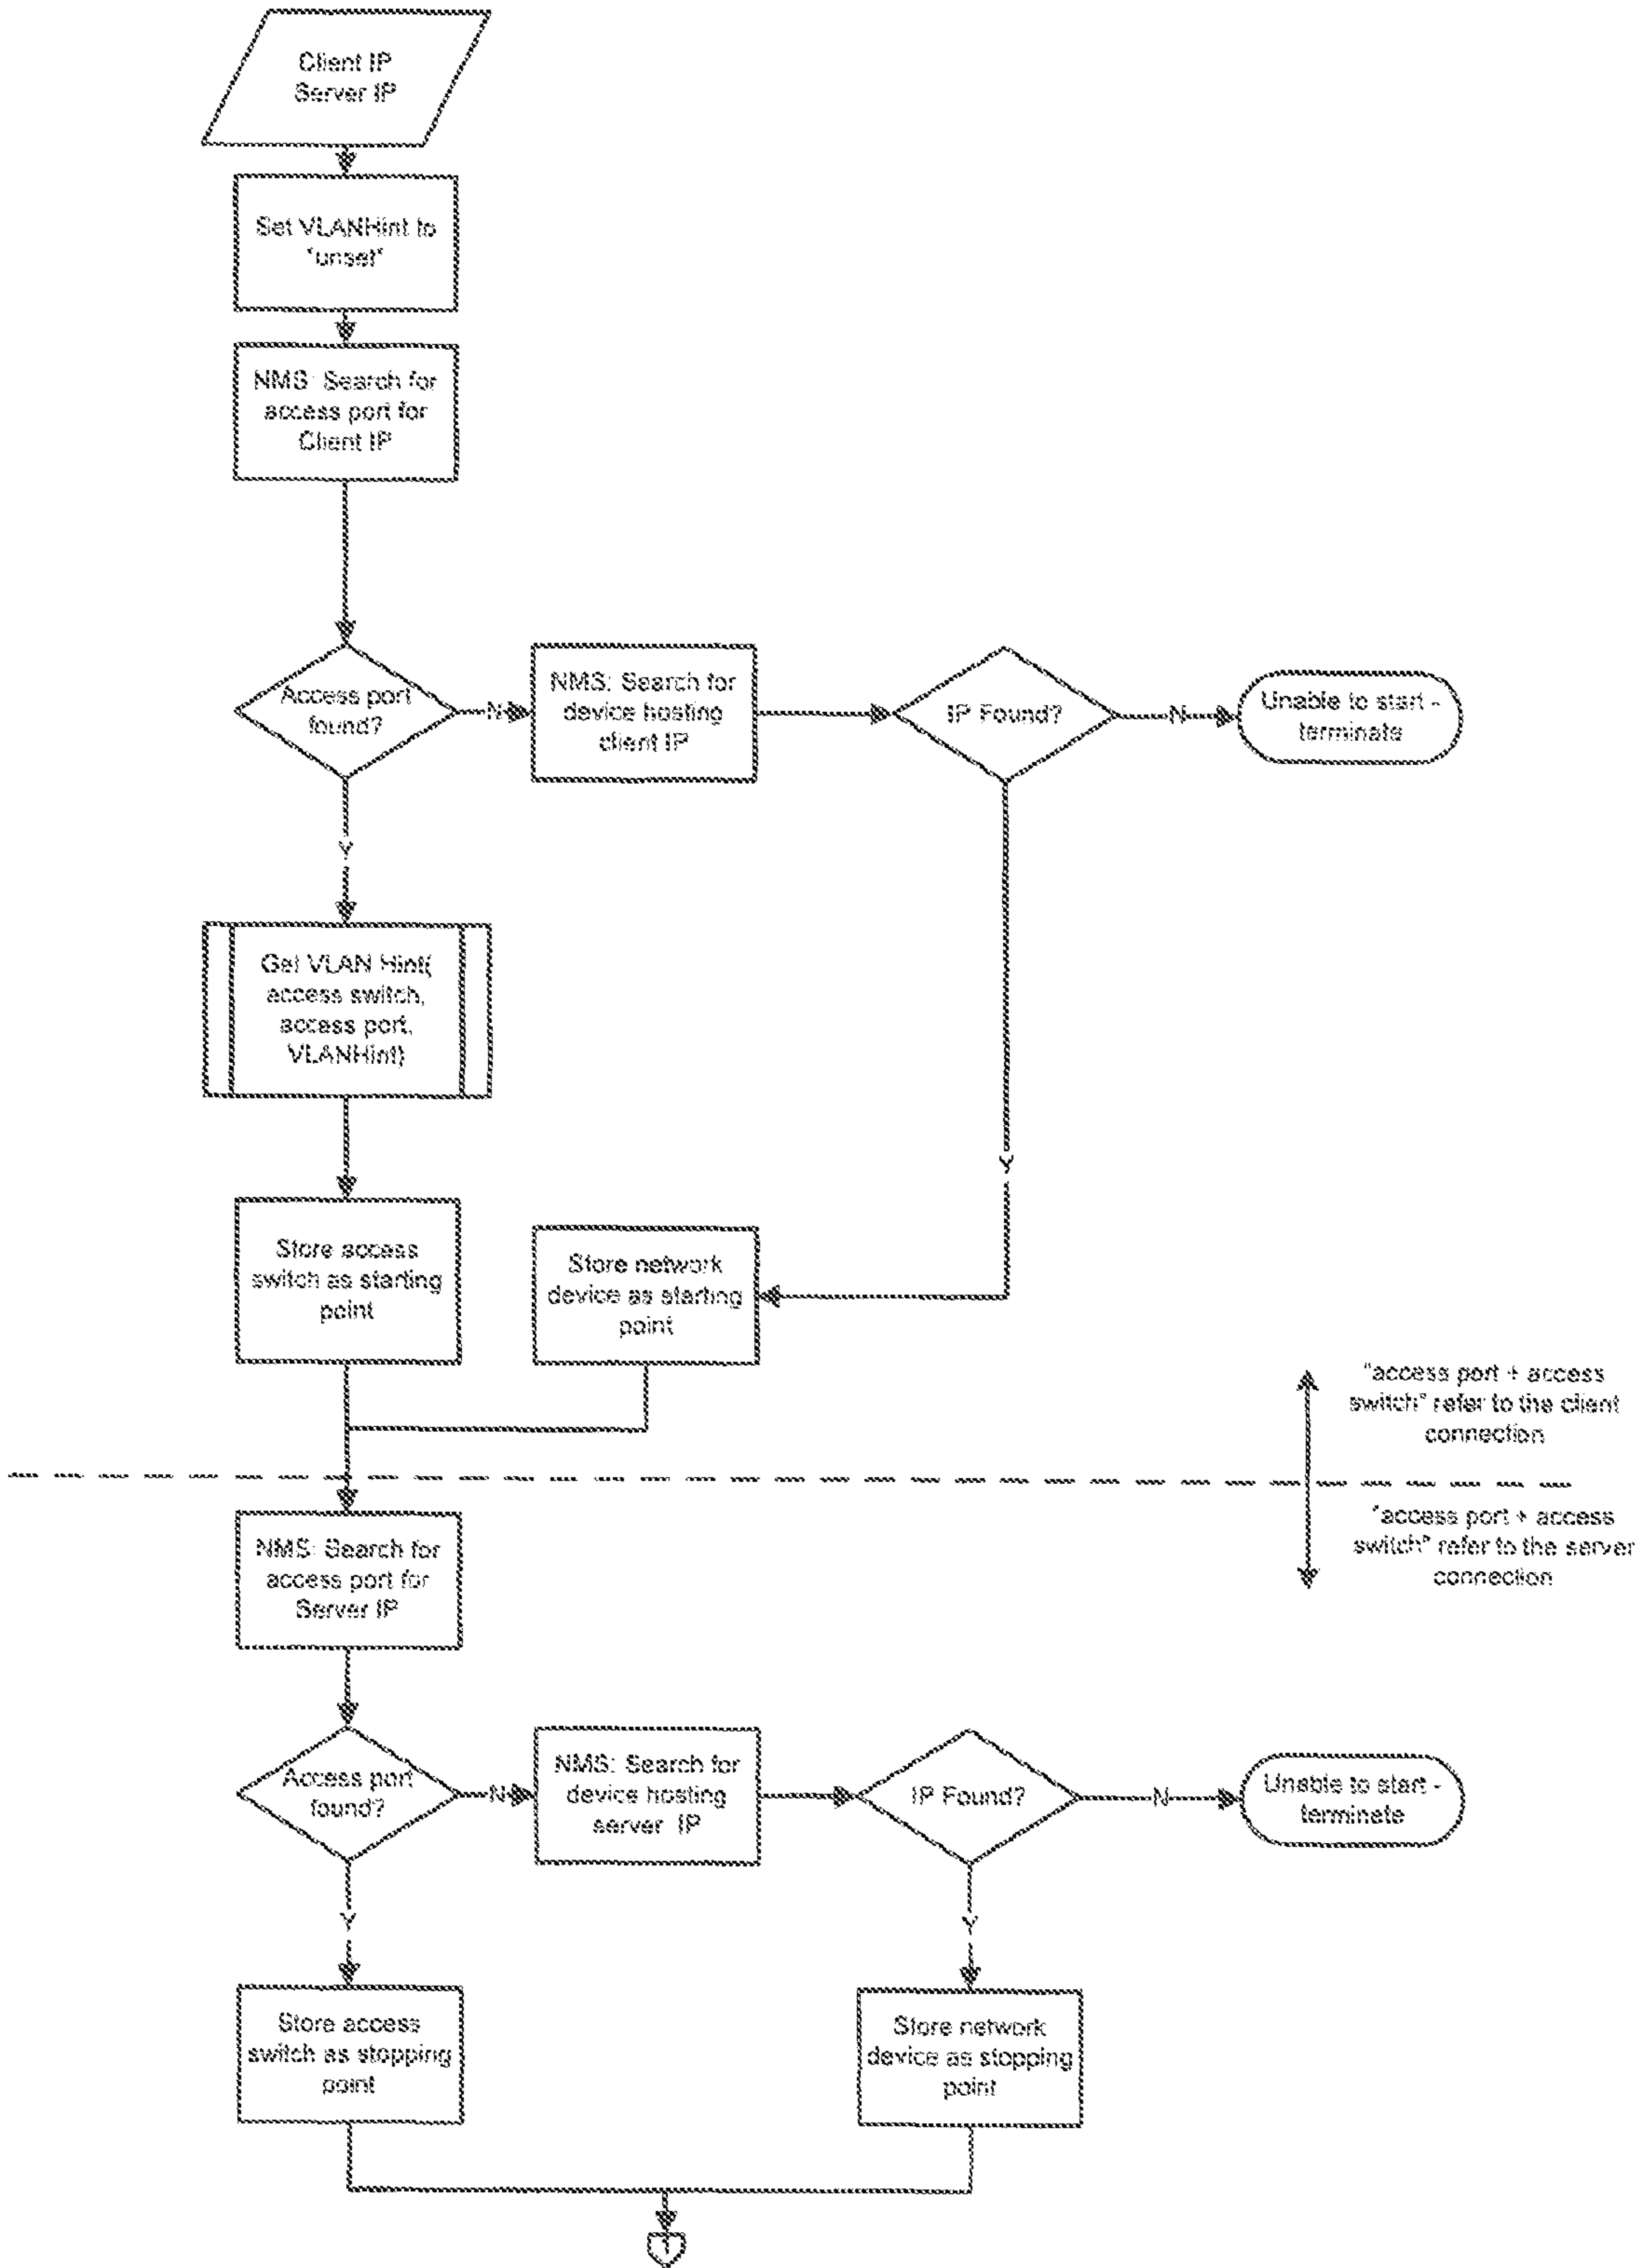 Client IP
Server IP
Set VLANHint to
"unset"
NMS: Search for
access port for
Client IP
Access port
found?
N
NMS: Search for
device hosting
client IP
IP Found?
N
Unable to start -
terminate
Y
Get VLAN Hint(
access switch,
access port,
VLANHint)
Y
Store access
switch as starting
point
Store network
device as starting
point
"access port + access
switch" refer to the client
connection
"access port + access
switch" refer to the server
connection
NMS: Search for
access port for
Server IP
Access port
found?
N
NMS: Search for
device hosting
server IP
IP Found?
N
Unable to start -
terminate
Y
Y
Store access
switch as stopping
point
Store network
device as stopping
point
1